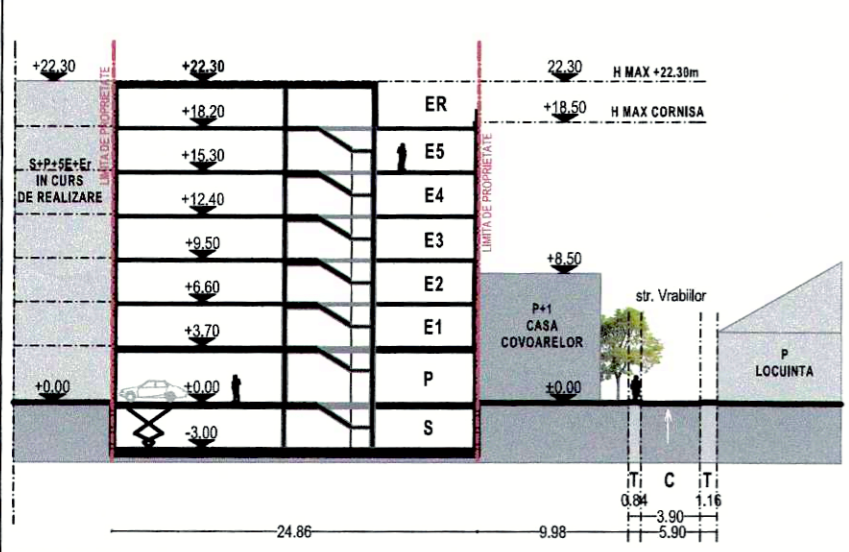 +22.30
+22.30
22.30
H MAX +22.30m
+18.20
ER
+18.50
H MAX CORNISA
LIMITA DE PROPRIETATE
LIMITA DE PROPRIETATE
S+P+5E+Er
IN CURS
DE REALIZARE
+15.30
E5
+12.40
E4
+9.50
E3
+8.50
+6.60
E2
str. Vrabiilor
+3.70
E1
P+1
CASA
COVOARELOR
P
LOCUINTA
+0.00
+0.00
P
±0.00
-3.00
S
T C T
0.84 1.16
3.90
24.86 9.98 5.90